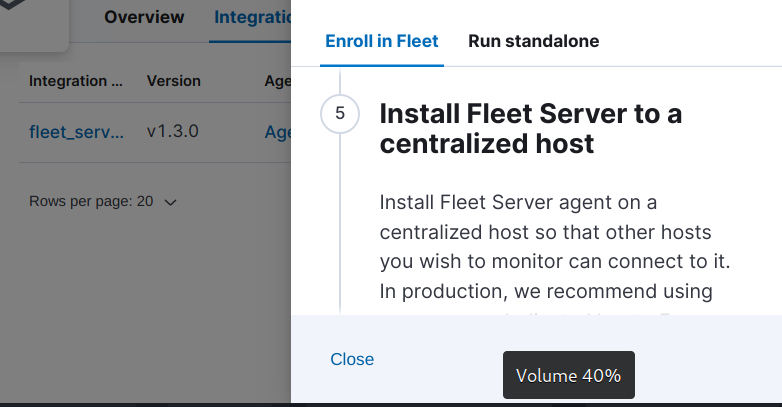 Overview Integratio
Enroll in Fleet Run standalone
Integration ... Version Age
fleet_serv... v1.3.0 Age
Rows per page: 20
5
Install Fleet Server to a
centralized host
Install Fleet Server agent on a
centralized host so that other hosts
you wish to monitor can connect to it.
In production, we recommend using
Close
Volume 40%